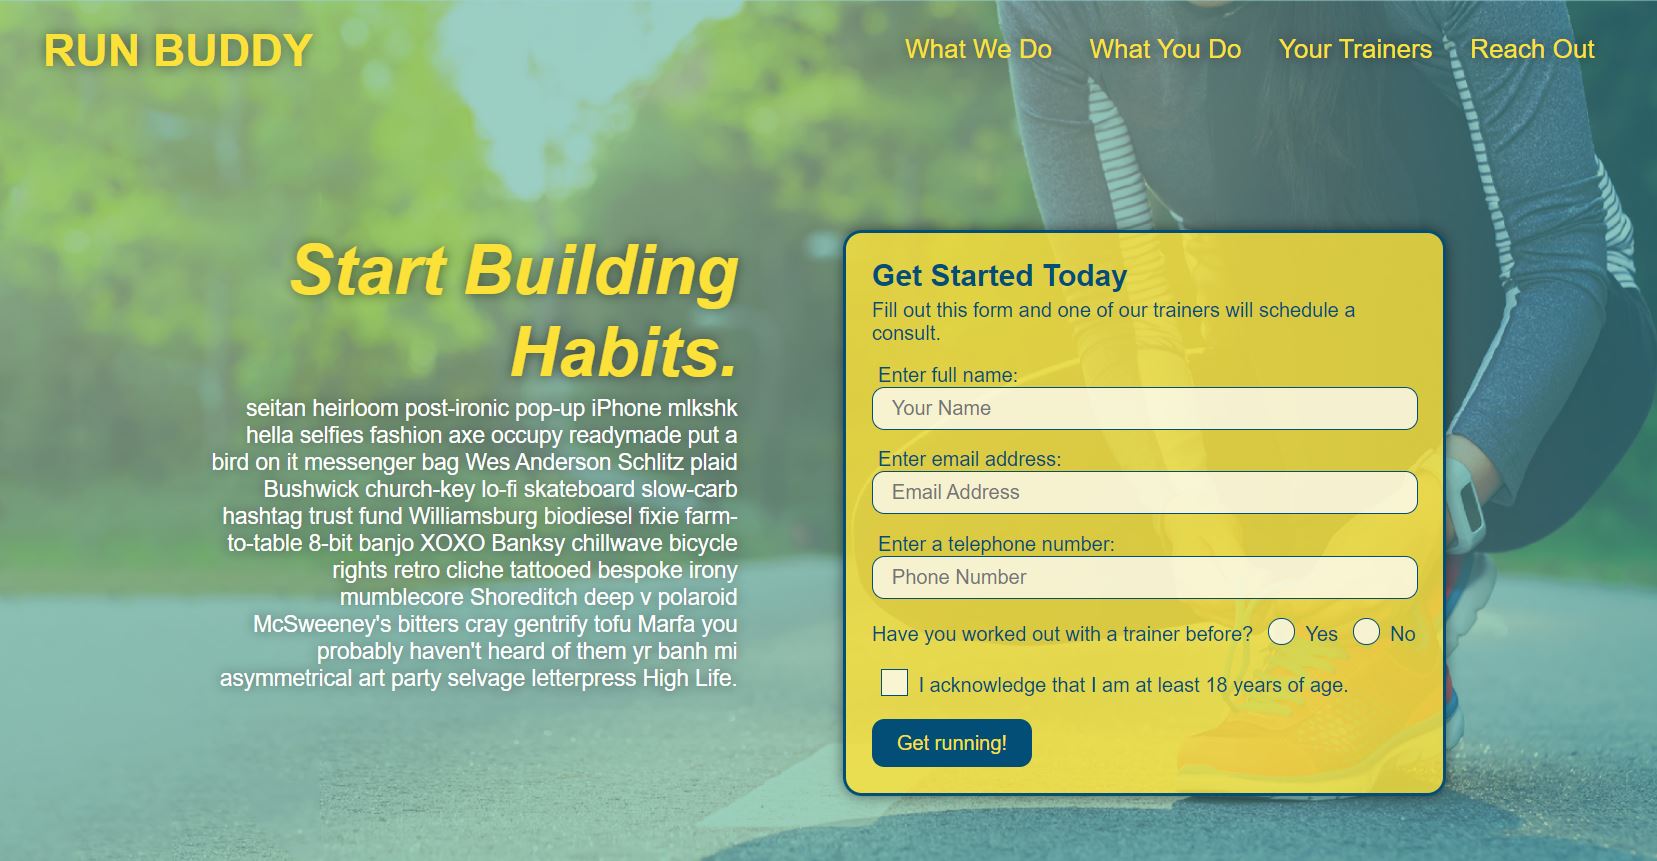 RUN BUDDY
What We Do What You Do Your Trainers Reach Out
Start Building
Habits.
seitan heirloom post-ironic pop-up iPhone mlkshk
hella selfies fashion axe occupy readymade put a
bird on it messenger bag Wes Anderson Schlitz plaid
Bushwick church-key lo-fi skateboard slow-carb
hashtag trust fund Williamsburg biodiesel fixie farm-
to-table 8-bit banjo XOXO Banksy chillwave bicycle
rights retro cliche tattooed bespoke irony
mumblecore Shoreditch deep v polaroid
McSweeney's bitters cray gentrify tofu Marfa you
probably haven't heard of them yr banh mi
asymmetrical art party selvage letterpress High Life.
Get Started Today
Fill out this form and one of our trainers will schedule a
consult.
Enter full name:
Your Name
Enter email address:
Email Address
Enter a telephone number:
Phone Number
Have you worked out with a trainer before? Yes No
I acknowledge that I am at least 18 years of age.
Get running!